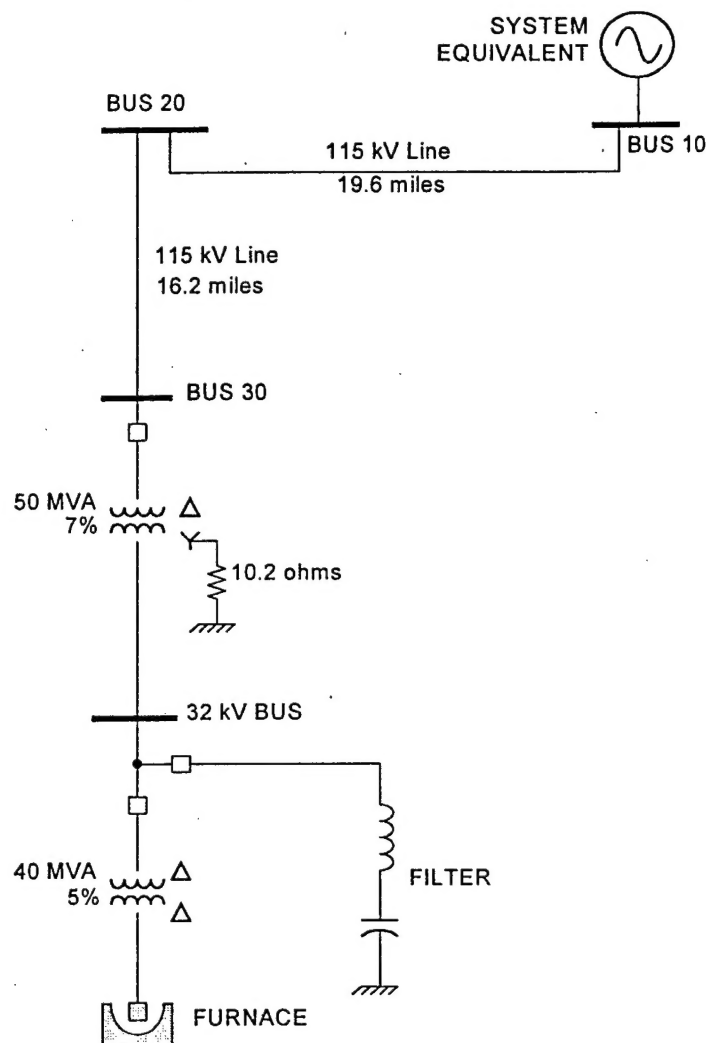 SYSTEM
EQUIVALENT
BUS 20
BUS 10
115 kV Line
19.6 miles
115 kV Line
16.2 miles
BUS 30
50 MVA
7%
10.2 ohms
32 kV BUS
40 MVA
5%
FILTER
FURNACE